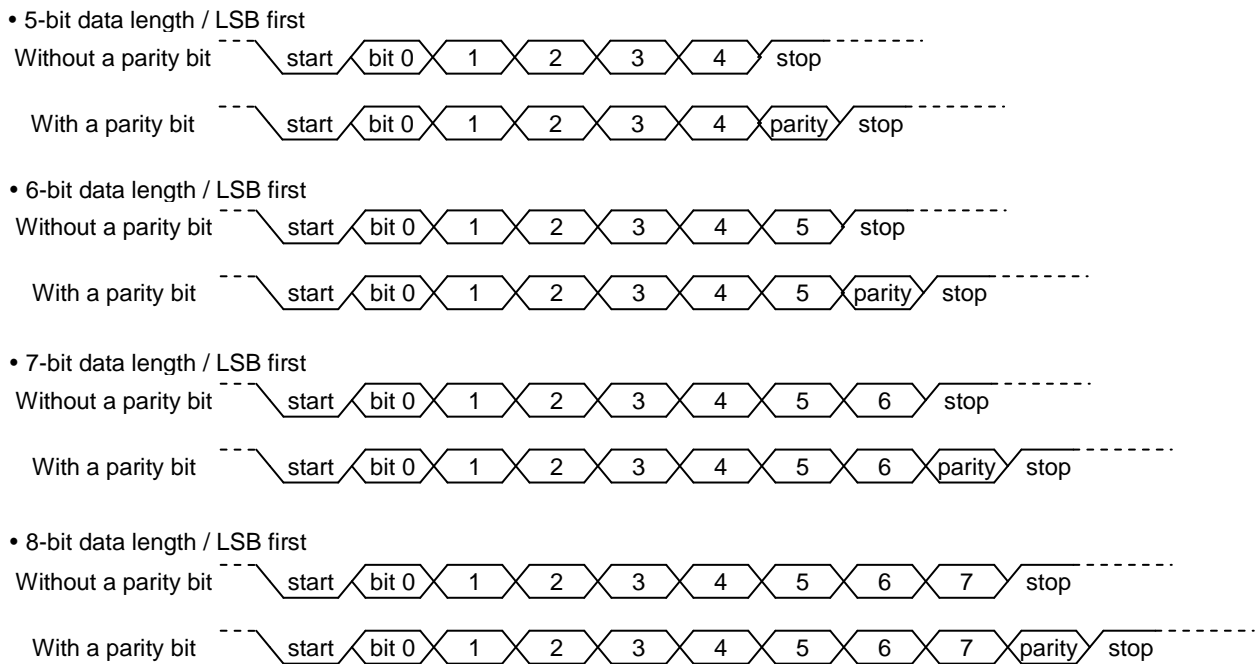 • 5-bit data length / LSB first
Without a parity bit start bit 0 1 2 3 4 stop
With a parity bit start bit 0 1 2 3 4 parity stop
• 6-bit data length / LSB first
Without a parity bit start bit 0 1 2 3 4 5 stop
With a parity bit start bit 0 1 2 3 4 5 parity stop
• 7-bit data length / LSB first
Without a parity bit start bit 0 1 2 3 4 5 6 stop
With a parity bit start bit 0 1 2 3 4 5 6 parity stop
• 8-bit data length / LSB first
Without a parity bit start bit 0 1 2 3 4 5 6 7 stop
With a parity bit start bit 0 1 2 3 4 5 6 7 parity stop